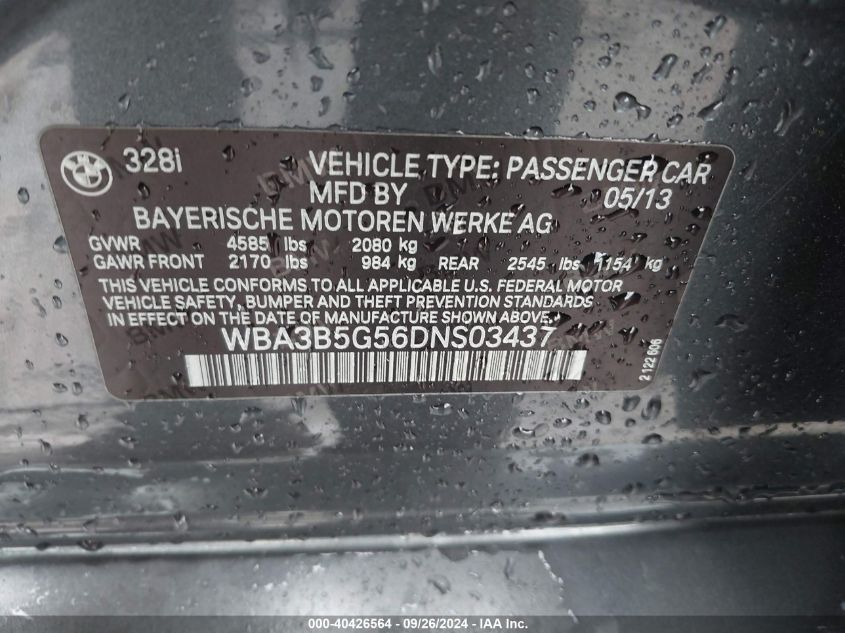 BMW 328i VEHICLE TYPE: PASSENGER CAR
MFD BY 05/13
BAYERISCHE MOTOREN WERKE AG
GVWR 4585 lbs 2080 kg
GAWR FRONT 2170 lbs 984 kg REAR 2545 lbs 1154 kg
THIS VEHICLE CONFORMS TO ALL APPLICABLE U.S. FEDERAL MOTOR
VEHICLE SAFETY, BUMPER AND THEFT PREVENTION STANDARDS
IN EFFECT ON THE DATE OF MANUFACTURE SHOWN ABOVE.
WBA3B5G56DNS03437
2122606
000-40426564 - 09/26/2024 - IAA Inc.